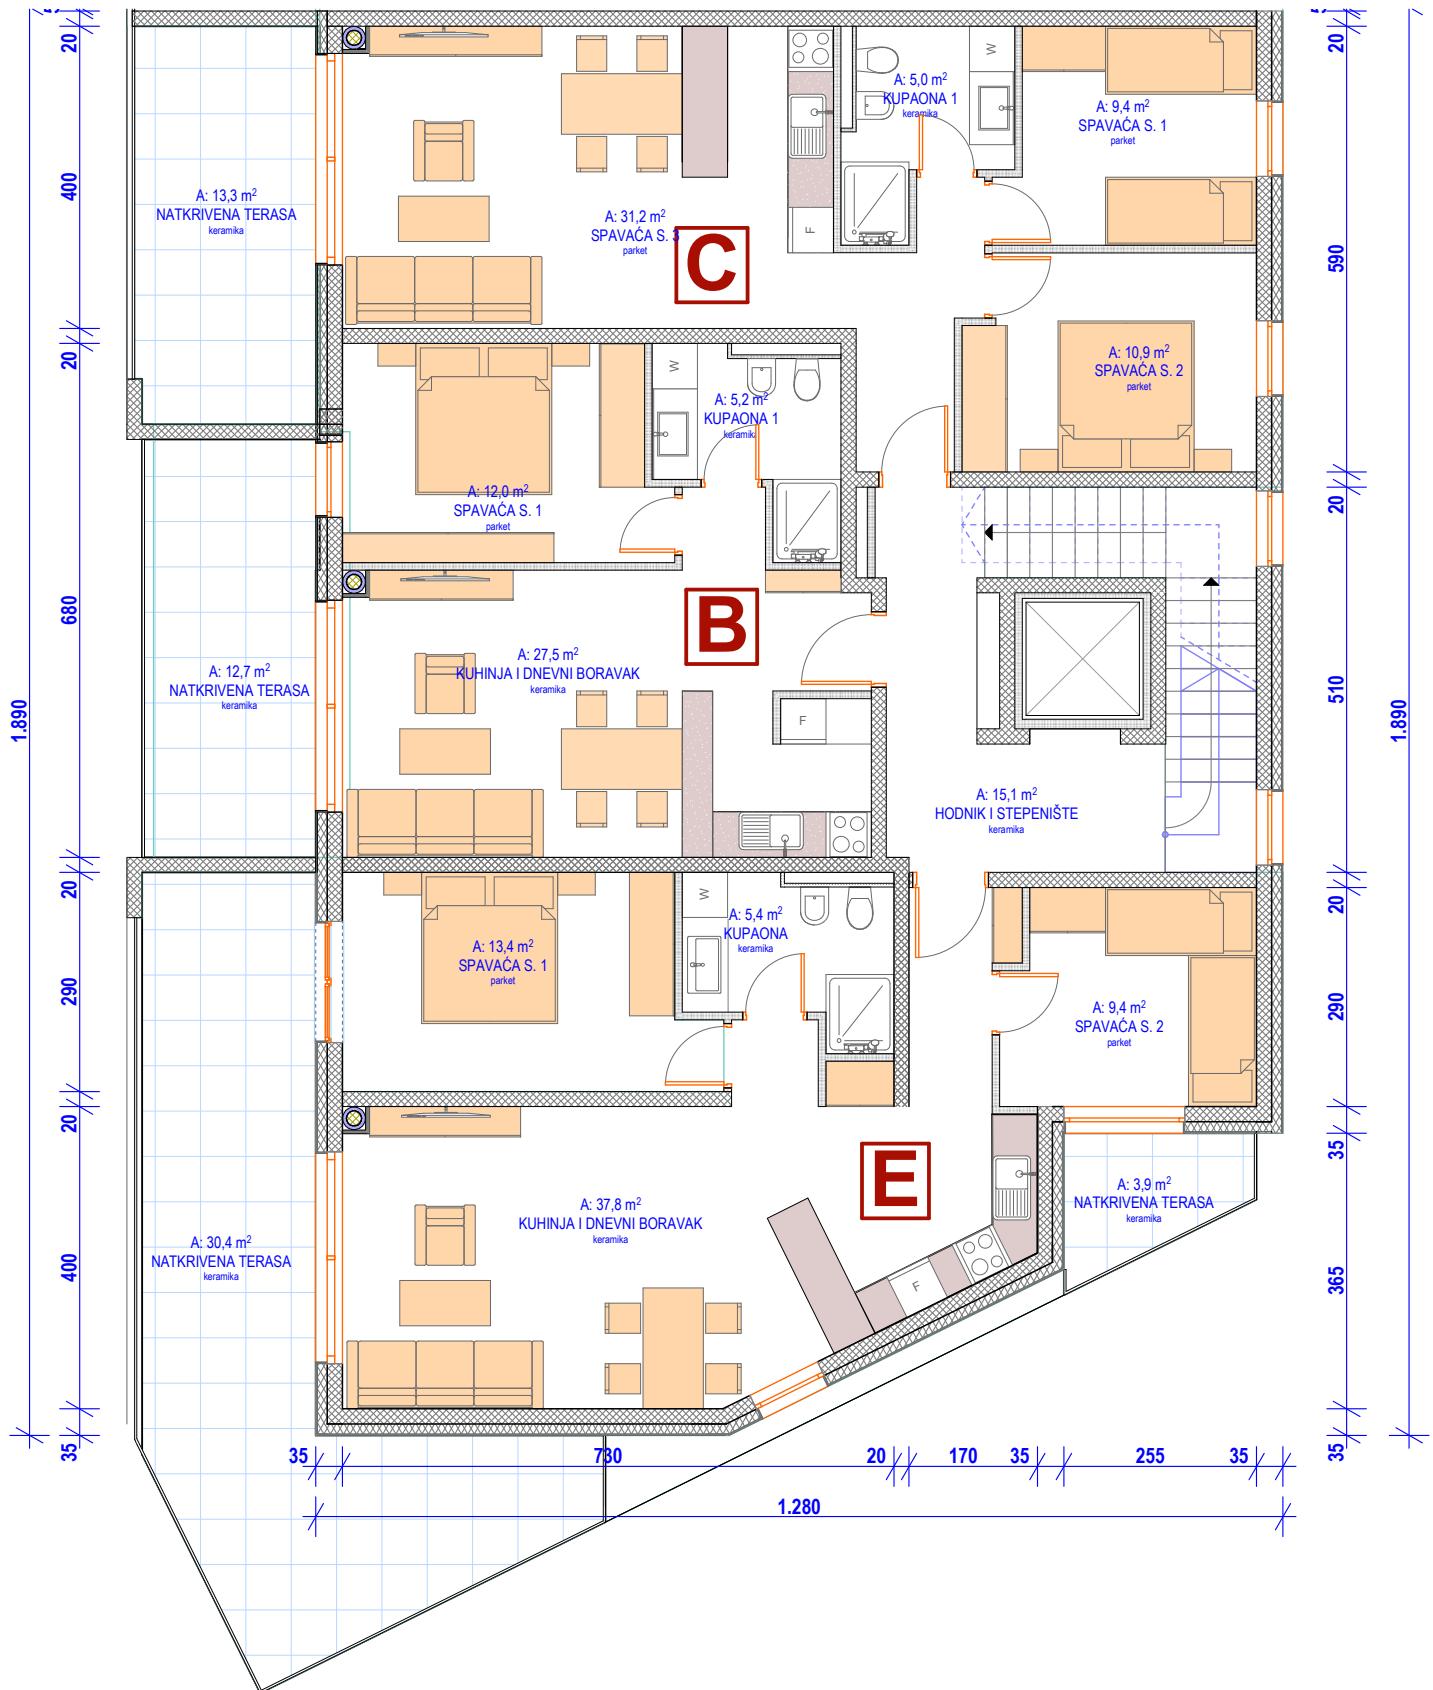 A: 13,3 m²
NATKRIVENA TERASA
keramika
A: 31,2 m²
SPAVAĆA S. 3
parket
C
F
A: 5,0 m²
KUPAONA 1
keramika
W
A: 9,4 m²
SPAVAĆA S. 1
parket
A: 10,9 m²
SPAVAĆA S. 2
parket
W
A: 5,2 m²
KUPAONA 1
keramika
A: 12,0 m²
SPAVAĆA S. 1
parket
B
A: 27,5 m²
KUHINJA I DNEVNI BORAVAK
keramika
A: 12,7 m²
NATKRIVENA TERASA
keramika
F
A: 15,1 m²
HODNIK I STEPENIŠTE
keramika
W
A: 5,4 m²
KUPAONA
keramika
A: 13,4 m²
SPAVAĆA S. 1
parket
A: 9,4 m²
SPAVAĆA S. 2
parket
E
A: 37,8 m²
KUHINJA I DNEVNI BORAVAK
keramika
F
A: 3,9 m²
NATKRIVENA TERASA
keramika
A: 30,4 m²
NATKRIVENA TERASA
keramika
20
400
20
680
20
290
20
400
35
1.890
20
590
20
510
20
290
35
365
35
1.890
35
730
20
170
35
255
35
1.280